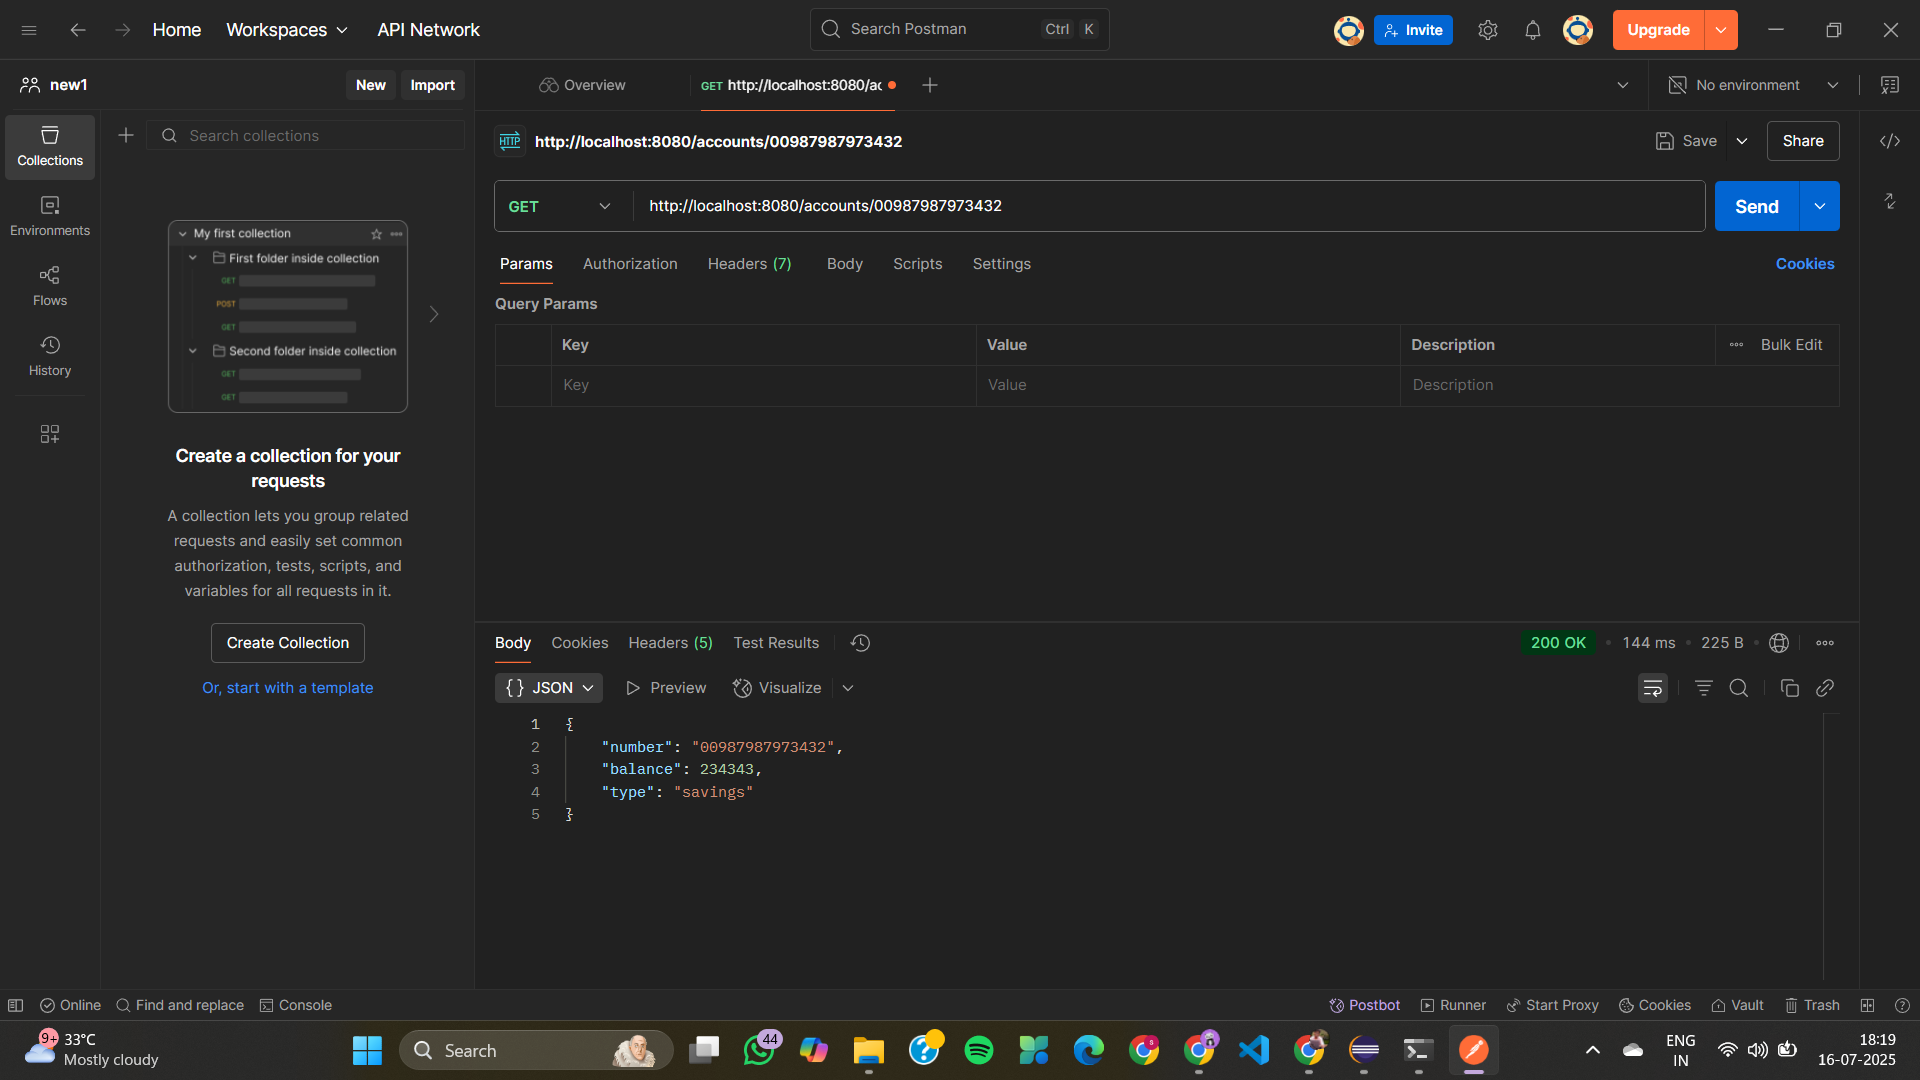 Home
Workspaces
API Network
Search Postman
Ctrl K
Invite
Upgrade
new1
New
Import
Overview
GET http://localhost:8080/ac
No environment
Collections
Environments
Flows
History
Search collections
My first collection
First folder inside collection
GET
POST
GET
Second folder inside collection
GET
GET
Create a collection for your
requests
A collection lets you group related
requests and easily set common
authorization, tests, scripts, and
variables for all requests in it.
Create Collection
Or, start with a template
HTTP http://localhost:8080/accounts/00987987973432
Save
Share
GET
http://localhost:8080/accounts/00987987973432
Send
Params
Authorization
Headers (7)
Body
Scripts
Settings
Cookies
Query Params
Key
Value
Description
Bulk Edit
Key
Value
Description
Body
Cookies
Headers (5)
Test Results
200 OK
144 ms
225 B
{} JSON
Preview
Visualize
1 {
2 "number": "00987987973432",
3 "balance": 234343,
4 "type": "savings"
5 }
Online
Find and replace
Console
Postbot
Runner
Start Proxy
Cookies
Vault
Trash
9+
33°C
Mostly cloudy
Search
44
s
ENG
IN
18:19
16-07-2025